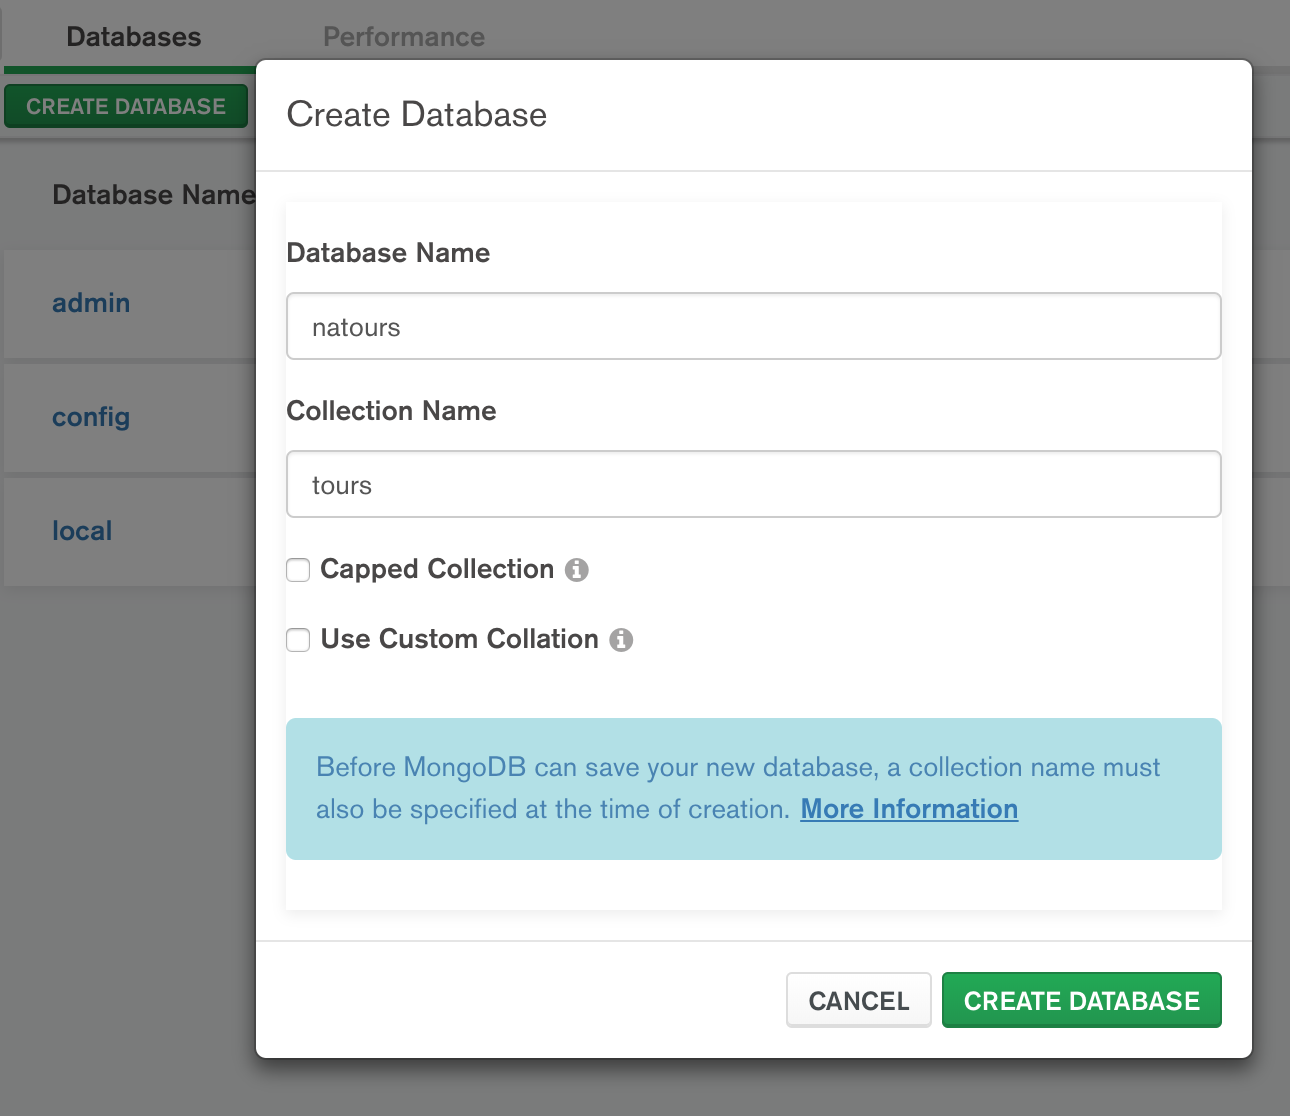 Databases
Performance
CREATE DATABASE
Database Name
admin
config
local
Create Database
Database Name
natours
Collection Name
tours
Capped Collection
Use Custom Collation
Before MongoDB can save your new database, a collection name must
also be specified at the time of creation. More Information
CANCEL
CREATE DATABASE